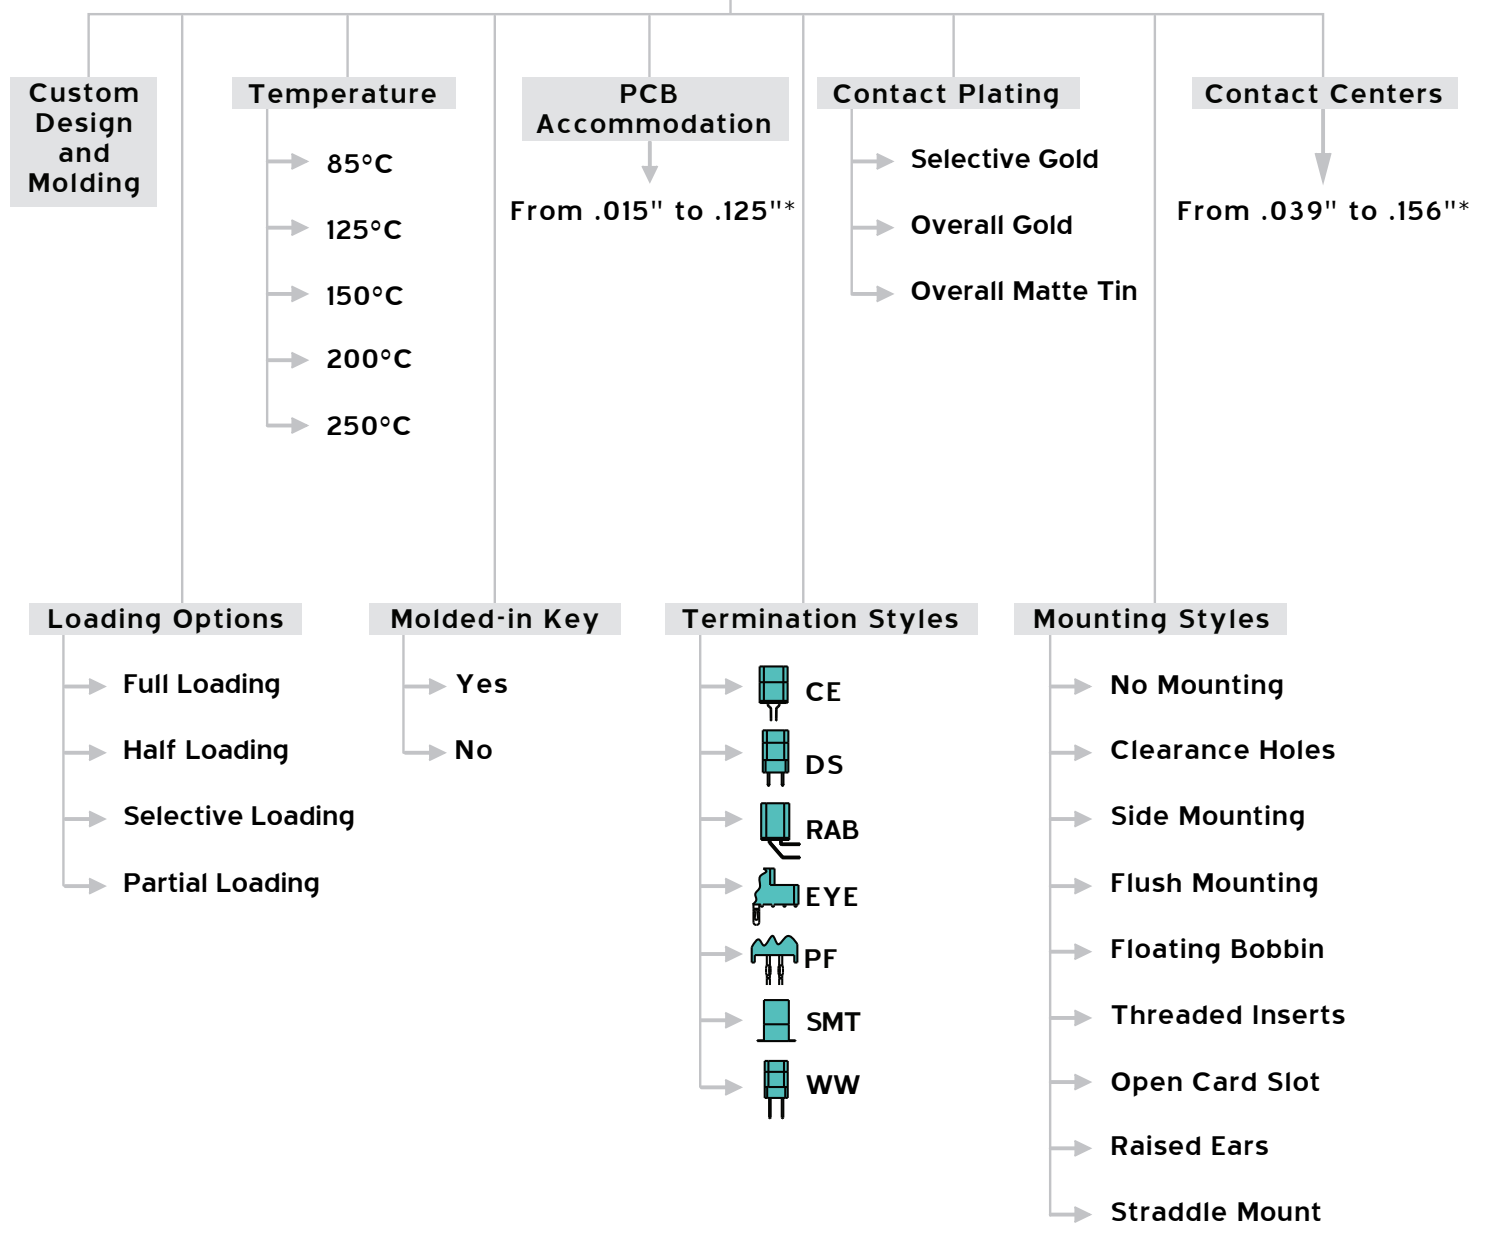 Custom
Design
and
Molding
Temperature
85°C
125°C
150°C
200°C
250°C
PCB
Accommodation
From .015" to .125"*
Contact Plating
Selective Gold
Overall Gold
Overall Matte Tin
Contact Centers
From .039" to .156"*
Loading Options
Full Loading
Half Loading
Selective Loading
Partial Loading
Molded-in Key
Yes
No
Termination Styles
CE
DS
RAB
EYE
PF
SMT
WW
Mounting Styles
No Mounting
Clearance Holes
Side Mounting
Flush Mounting
Floating Bobbin
Threaded Inserts
Open Card Slot
Raised Ears
Straddle Mount